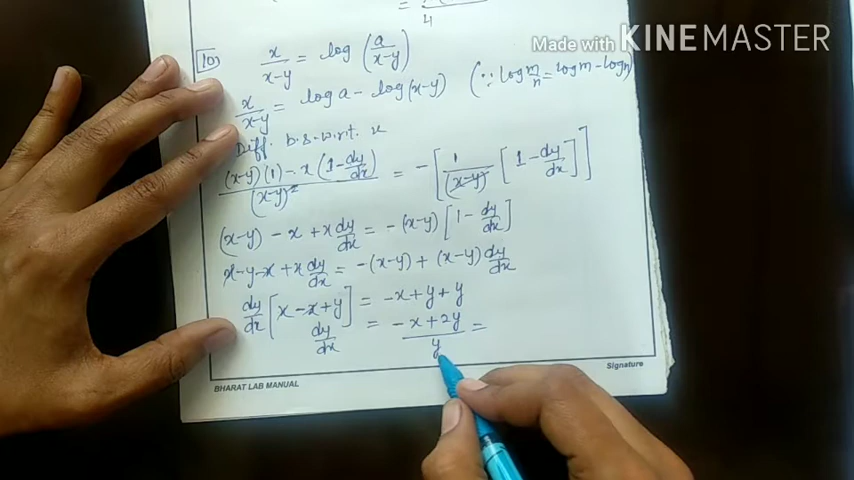 = 
4
Made with KINEMASTER
10) x/(x-y) = log (a/(x-y))
x/(x-y) = log a - log(x-y) (∵ log m/n = log m - log n)
Diff. b.s.w.r.t. x
((x-y)(1) - x(1-dy/dx))/(x-y)² = -[1/(x-y) [1-dy/dx]]
(x-y) - x + x dy/dx = -(x-y)[1-dy/dx]
x-y-x + x dy/dx = -(x-y) + (x-y) dy/dx
dy/dx [x-x+y] = -x+y+y
dy/dx = (-x+2y)/y =
BHARAT LAB MANUAL
Signature